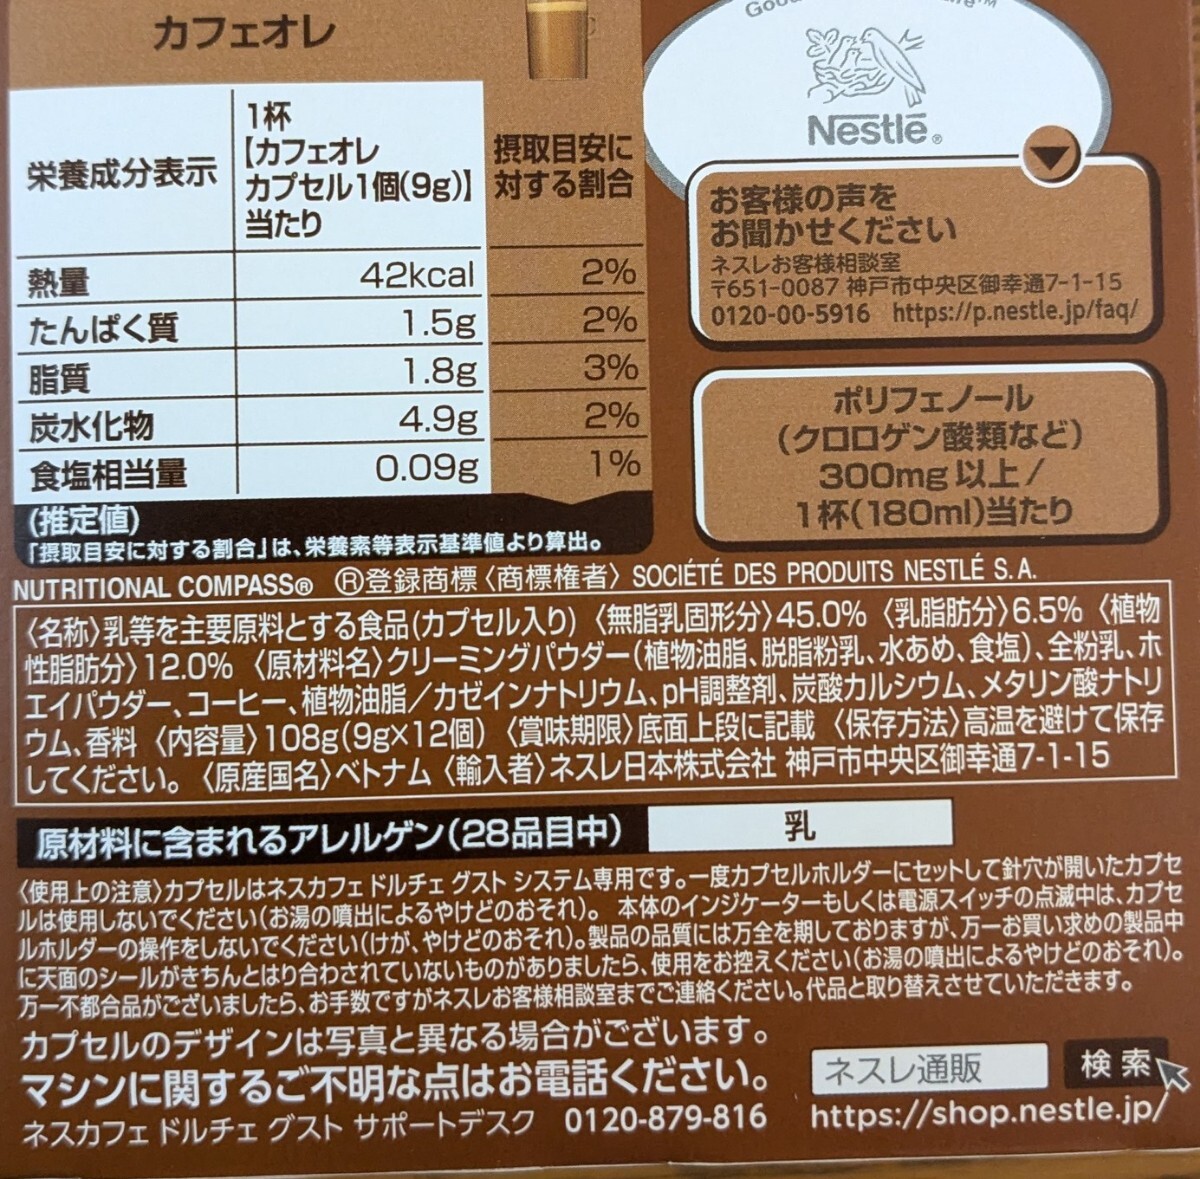 カフェオレ
栄養成分表示
1杯
【カフェオレ
カプセル1個(9g)】
当たり
摂取目安に
対する割合
熱量 42kcal 2%
たんぱく質 1.5g 2%
脂質 1.8g 3%
炭水化物 4.9g 2%
食塩相当量 0.09g 1%
(推定値)
「摂取目安に対する割合」は、栄養素等表示基準値より算出。
Nestlé®
お客様の声を
お聞かせください
ネスレお客様相談室
〒651-0087 神戸市中央区御幸通7-1-15
0120-00-5916 https://p.nestle.jp/faq/
ポリフェノール
(クロロゲン酸類など)
300mg以上/
1杯(180ml)当たり
NUTRITIONAL COMPASS® Ⓡ登録商標〈商標権者〉SOCIÉTÉ DES PRODUITS NESTLÉ S.A.
〈名称〉乳等を主要原料とする食品(カプセル入り) 〈無脂乳固形分〉45.0% 〈乳脂肪分〉6.5% 〈植物
性脂肪分〉12.0% 〈原材料名〉クリーミングパウダー(植物油脂、脱脂粉乳、水あめ、食塩)、全粉乳、ホ
エイパウダー、コーヒー、植物油脂/カゼインナトリウム、pH調整剤、炭酸カルシウム、メタリン酸ナトリ
ウム、香料 〈内容量〉108g(9g×12個) 〈賞味期限〉底面上段に記載 〈保存方法〉高温を避けて保存
してください。 〈原産国名〉ベトナム 〈輸入者〉ネスレ日本株式会社 神戸市中央区御幸通7-1-15
原材料に含まれるアレルゲン(28品目中) 乳
〈使用上の注意〉カプセルはネスカフェ ドルチェ グスト システム専用です。一度カプセルホルダーにセットして針穴が開いたカプセ
ルは使用しないでください(お湯の噴出によるやけどのおそれ)。 本体のインジケーターもしくは電源スイッチの点滅中は、カプセ
ルホルダーの操作をしないでください(けが、やけどのおそれ)。製品の品質には万全を期しておりますが、万一お買い求めの製品中
に天面のシールがきちんとはり合わされていないものがありましたら、使用をお控えください(お湯の噴出によるやけどのおそれ)。
万一不都合品がございましたら、お手数ですがネスレお客様相談室までご連絡ください。代品と取り替えさせていただきます。
カプセルのデザインは写真と異なる場合がございます。
マシンに関するご不明な点はお電話ください。
ネスカフェ ドルチェ グスト サポートデスク 0120-879-816
ネスレ通販 検索
https://shop.nestle.jp/